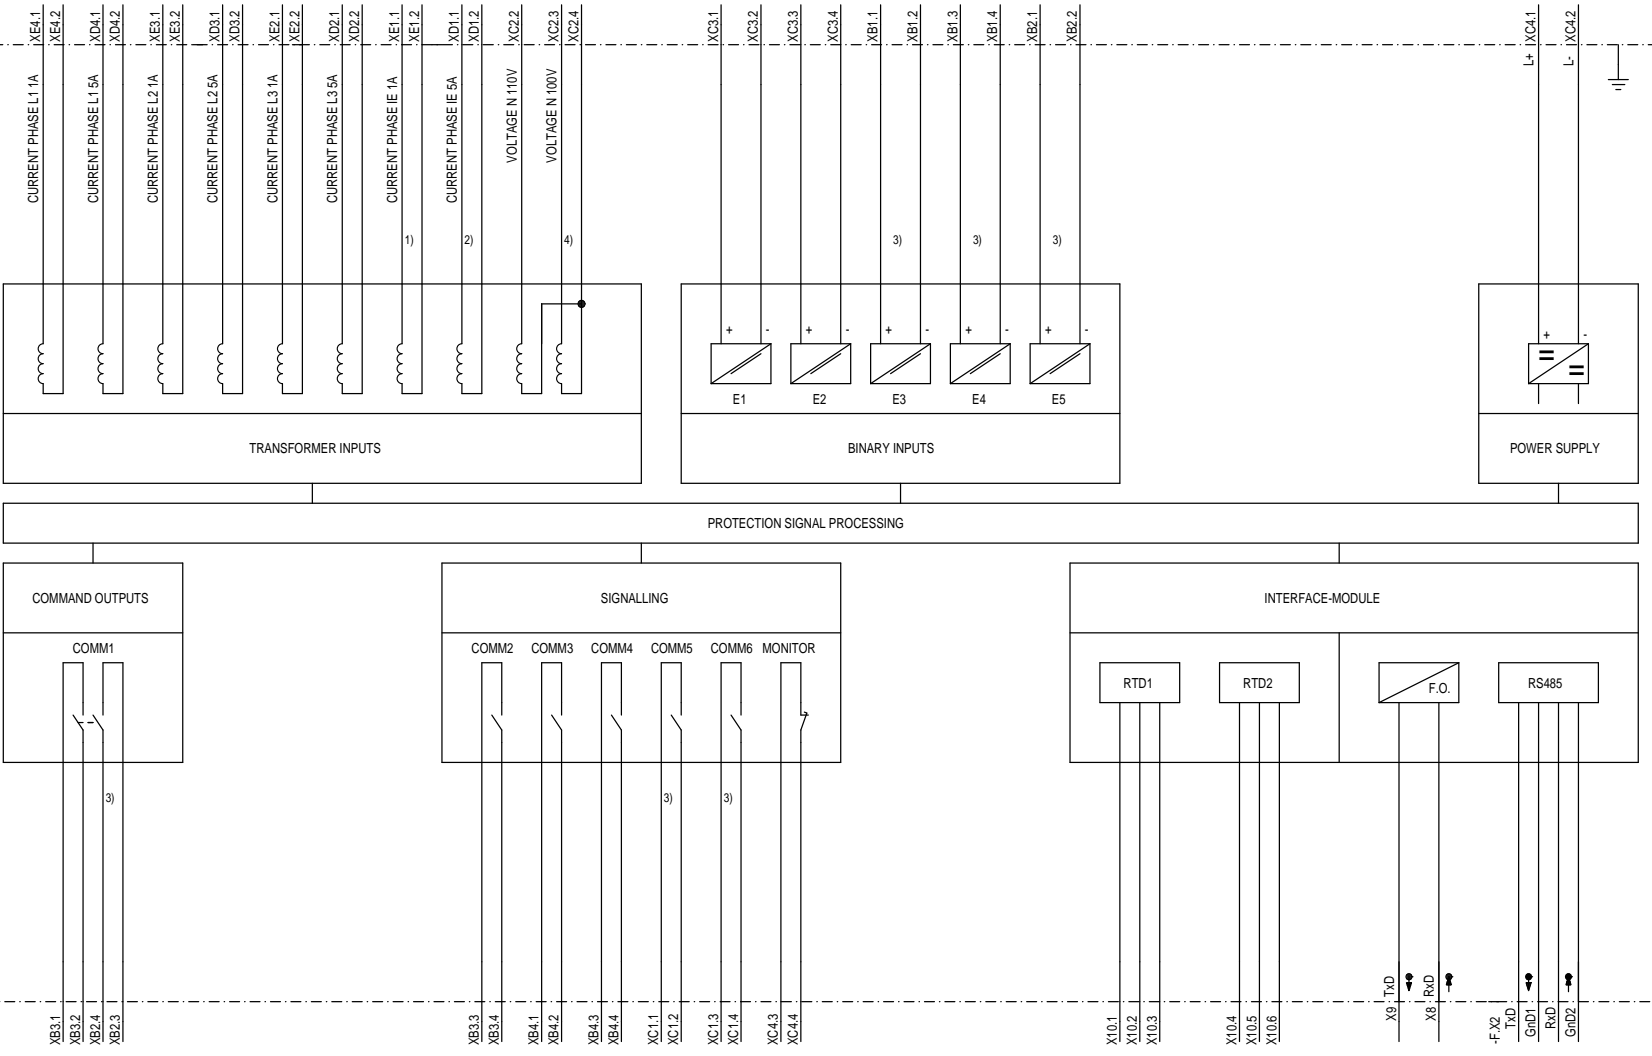 XE4.1
XE4.2
XD4.1
XD4.2
XE3.1
XE3.2
XD3.1
XD3.2
XE2.1
XE2.2
XD2.1
XD2.2
XE1.1
XE1.2
XD1.1
XD1.2
XC2.2
XC2.3
XC2.4
XC3.1
XC3.2
XC3.3
XC3.4
XB1.1
XB1.2
XB1.3
XB1.4
XB2.1
XB2.2
XC4.1
XC4.2
L+
L-
CURRENT PHASE L1 1A
CURRENT PHASE L1 5A
CURRENT PHASE L2 1A
CURRENT PHASE L2 5A
CURRENT PHASE L3 1A
CURRENT PHASE L3 5A
CURRENT PHASE IE 1A
CURRENT PHASE IE 5A
VOLTAGE N 110V
VOLTAGE N 100V
1)
2)
4)
3)
3)
3)
+ -
+ -
+ -
+ -
+ -
+ -
E1
E2
E3
E4
E5
TRANSFORMER INPUTS
BINARY INPUTS
POWER SUPPLY
PROTECTION SIGNAL PROCESSING
COMMAND OUTPUTS
SIGNALLING
INTERFACE-MODULE
COMM1
COMM2
COMM3
COMM4
COMM5
COMM6
MONITOR
RTD1
RTD2
F.O.
RS485
3)
3)
3)
XB3.1
XB3.2
XB2.4
XB2.3
XB3.3
XB3.4
XB4.1
XB4.2
XB4.3
XB4.4
XC1.1
XC1.2
XC1.3
XC1.4
XC4.3
XC4.4
X10.1
X10.2
X10.3
X10.4
X10.5
X10.6
X9 TxD
X8 RxD
-F.X2
TxD
GnD1
RxD
GnD2